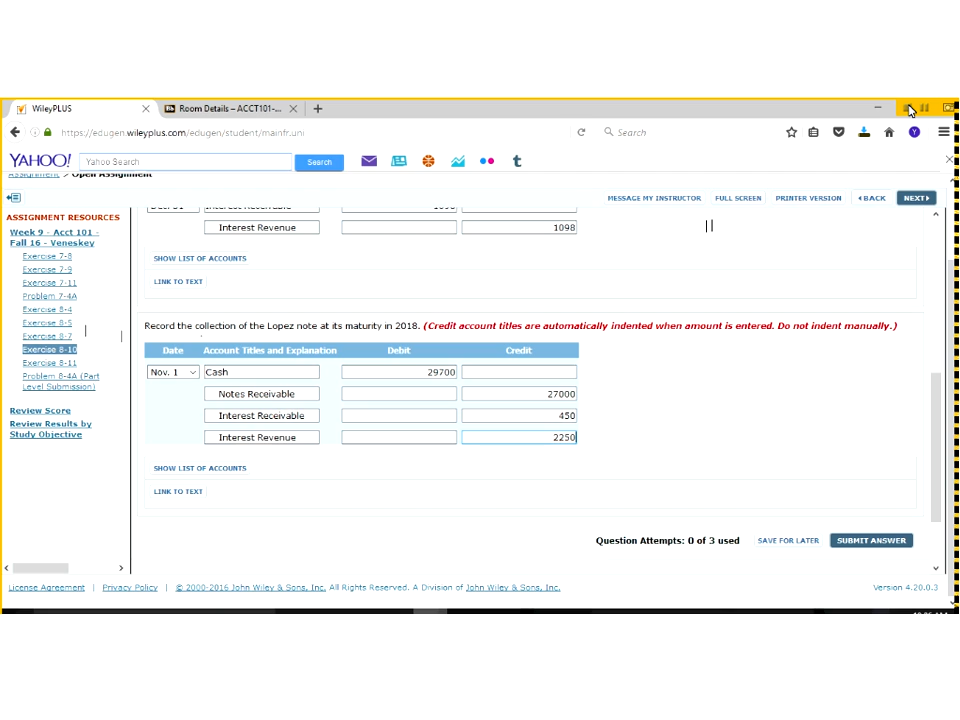 WileyPLUS
Room Details – ACCT101-...
https://edugen.wileyplus.com/edugen/student/mainfr.uni
Search
YAHOO!
Yahoo Search
Search
Assignment > Open Assignment
MESSAGE MY INSTRUCTOR
FULL SCREEN
PRINTER VERSION
BACK
NEXT
ASSIGNMENT RESOURCES
Week 9 - Acct 101 -
Fall 16 - Veneskey
Exercise 7-8
Exercise 7-9
Exercise 7-11
Problem 7-4A
Exercise 8-4
Exercise 8-5
Exercise 8-7
Exercise 8-10
Exercise 8-11
Problem 8-4A (Part
Level Submission)
Review Score
Review Results by
Study Objective
Dec. 31 Interest Receivable 1098
Interest Revenue 1098
SHOW LIST OF ACCOUNTS
LINK TO TEXT
Record the collection of the Lopez note at its maturity in 2018. (Credit account titles are automatically indented when amount is entered. Do not indent manually.)
Date Account Titles and Explanation Debit Credit
Nov. 1 Cash 29700
Notes Receivable 27000
Interest Receivable 450
Interest Revenue 2250
SHOW LIST OF ACCOUNTS
LINK TO TEXT
Question Attempts: 0 of 3 used
SAVE FOR LATER
SUBMIT ANSWER
License Agreement | Privacy Policy | © 2000-2016 John Wiley & Sons, Inc. All Rights Reserved. A Division of John Wiley & Sons, Inc.
Version 4.20.0.3